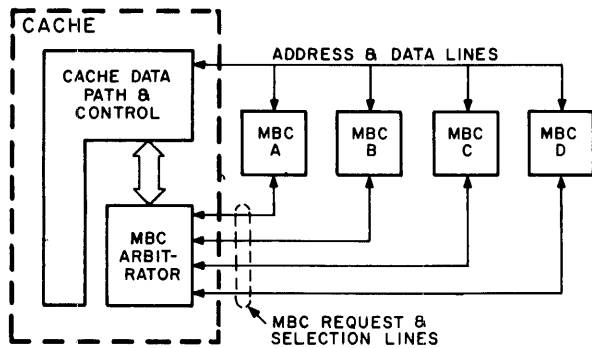 CACHE
CACHE DATA
PATH &
CONTROL
ADDRESS & DATA LINES
MBC
A
MBC
B
MBC
C
MBC
D
MBC
ARBIT-
RATOR
MBC REQUEST &
SELECTION LINES